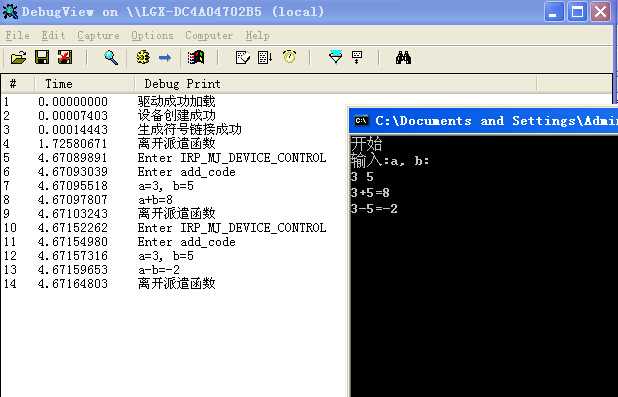 DebugView on \\LGX-DC4A04702B5 (local)
File Edit Capture Options Computer Help
# Time Debug Print
1 0.00000000 驱动成功加载
2 0.00007403 设备创建成功
3 0.00014443 生成符号链接成功
4 1.72580671 离开派遣函数
5 4.67089891 Enter IRP_MJ_DEVICE_CONTROL
6 4.67093039 Enter add_code
7 4.67095518 a=3, b=5
8 4.67097807 a+b=8
9 4.67103243 离开派遣函数
10 4.67152262 Enter IRP_MJ_DEVICE_CONTROL
11 4.67154980 Enter add_code
12 4.67157316 a=3, b=5
13 4.67159653 a-b=-2
14 4.67164803 离开派遣函数
C:\Documents and Settings\Admi
开始
输入:a, b:
3 5
3+5=8
3-5=-2